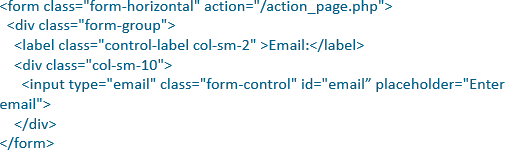 <form class="form-horizontal" action="/action_page.php">
<div class="form-group">
<label class="control-label col-sm-2" >Email:</label>
<div class="col-sm-10">
<input type="email" class="form-control" id="email” placeholder="Enter
email">
</div>
</form>